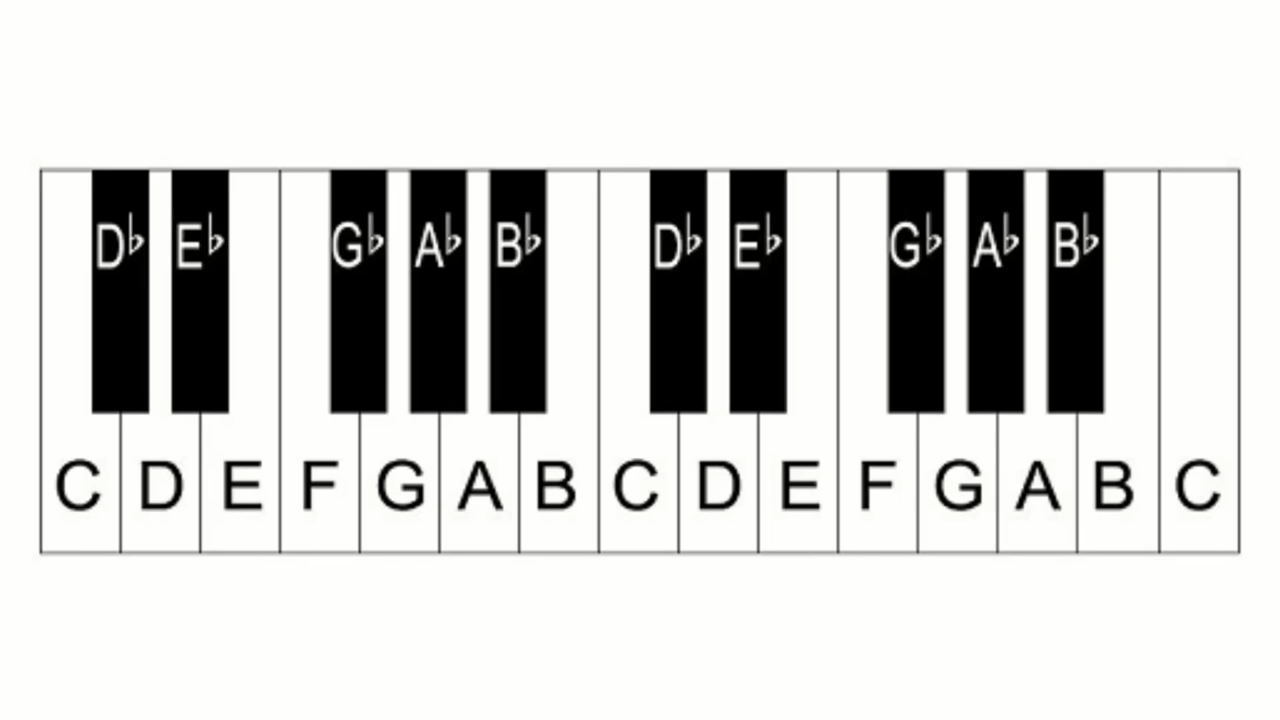 D♭ E♭ G♭ A♭ B♭ D♭ E♭ G♭ A♭ B♭
C D E F G A B C D E F G A B C